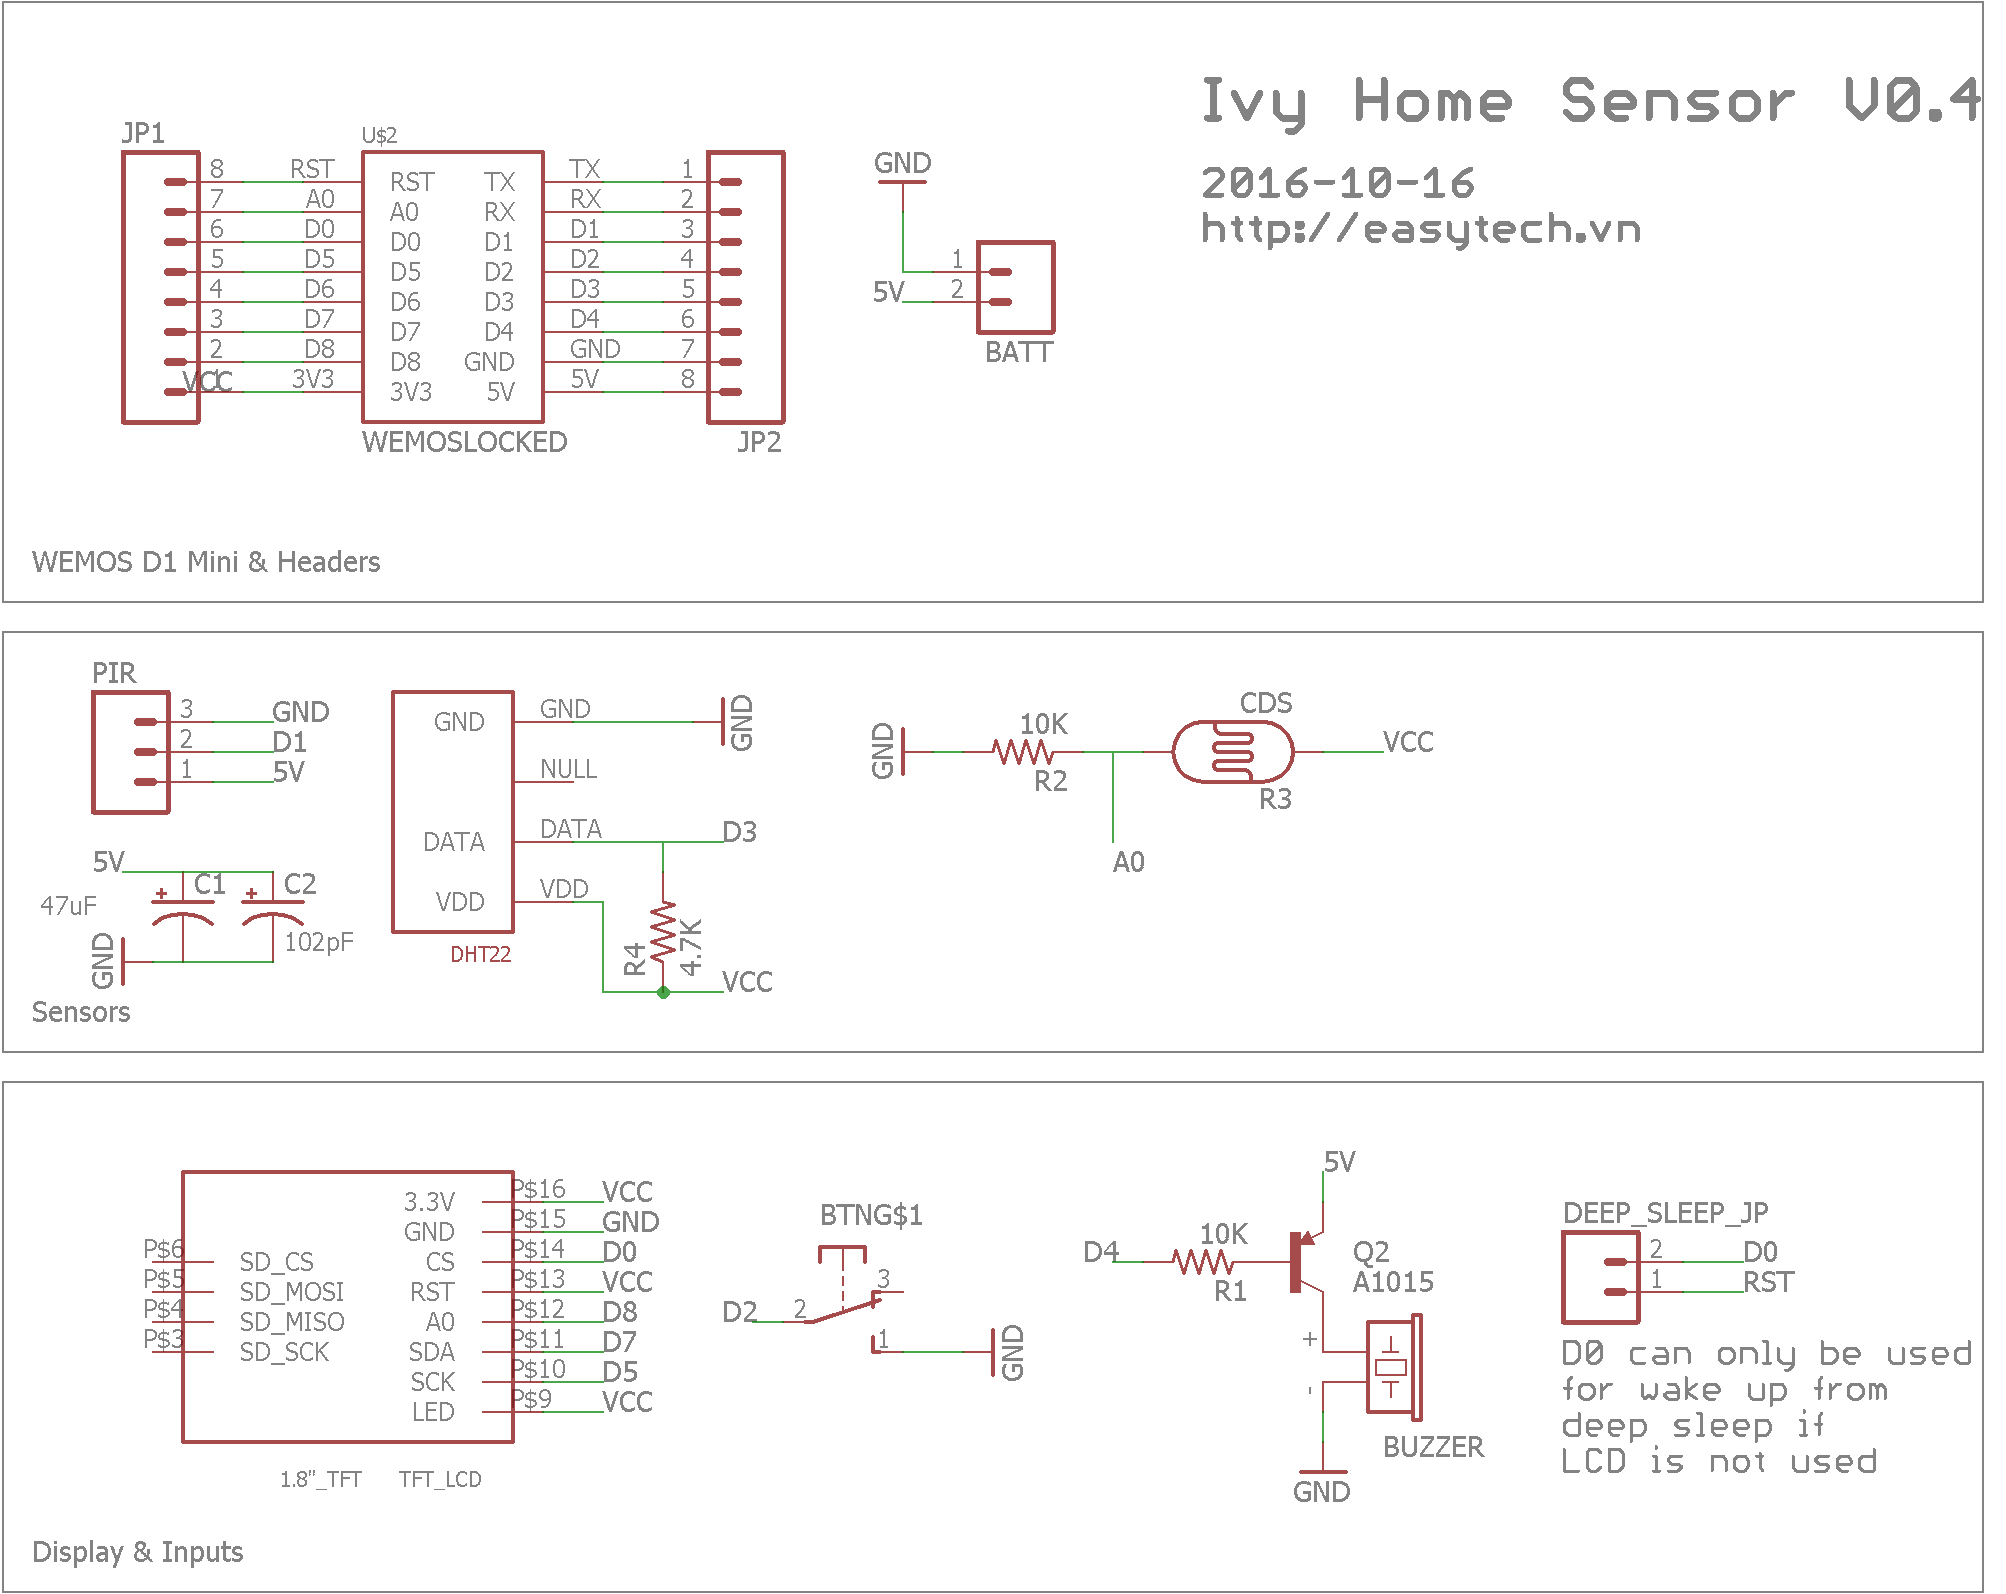 Ivy Home Sensor V0.4
2016-10-16
http://easytech.vn
JP1
8 RST
7 A0
6 D0
5 D5
4 D6
3 D7
2 D8
1 3V3
VCC
U$2
RST TX
A0 RX
D0 D1
D5 D2
D6 D3
D7 D4
D8 GND
3V3 5V
WEMOSLOCKED
TX 1
RX 2
D1 3
D2 4
D3 5
D4 6
GND 7
5V 8
JP2
GND
1
5V 2
BATT
WEMOS D1 Mini & Headers
PIR
3 GND
2 D1
1 5V
5V
C1
C2
47uF
102pF
GND
Sensors
GND GND GND
NULL
DATA DATA D3
VDD VDD
DHT22
R4
4.7K
VCC
GND
10K
R2
A0
CDS
R3
VCC
3.3V P$16 VCC
GND P$15 GND
P$6 SD_CS CS P$14 D0
P$5 SD_MOSI RST P$13 VCC
P$4 SD_MISO A0 P$12 D8
P$3 SD_SCK SDA P$11 D7
SCK P$10 D5
LED P$9 VCC
1.8"_TFT TFT_LCD
BTNG$1
3
D2 2
1 GND
5V
D4 10K
R1
Q2
A1015
+
-
BUZZER
GND
DEEP_SLEEP_JP
2 D0
1 RST
D0 can only be used
for wake up from
deep sleep if
LCD is not used
Display & Inputs